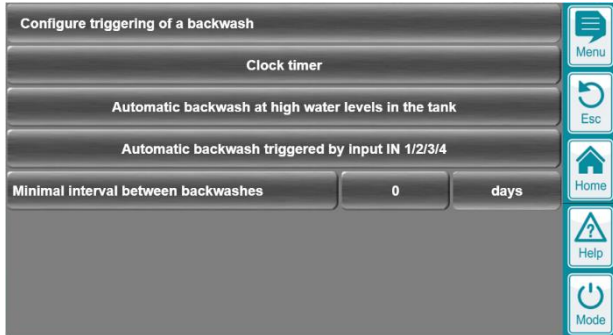 Configure triggering of a backwash
Menu
Clock timer
Automatic backwash at high water levels in the tank
Esc
Automatic backwash triggered by input IN 1/2/3/4
Minimal interval between backwashes 0 days
Home
?
Help
Mode